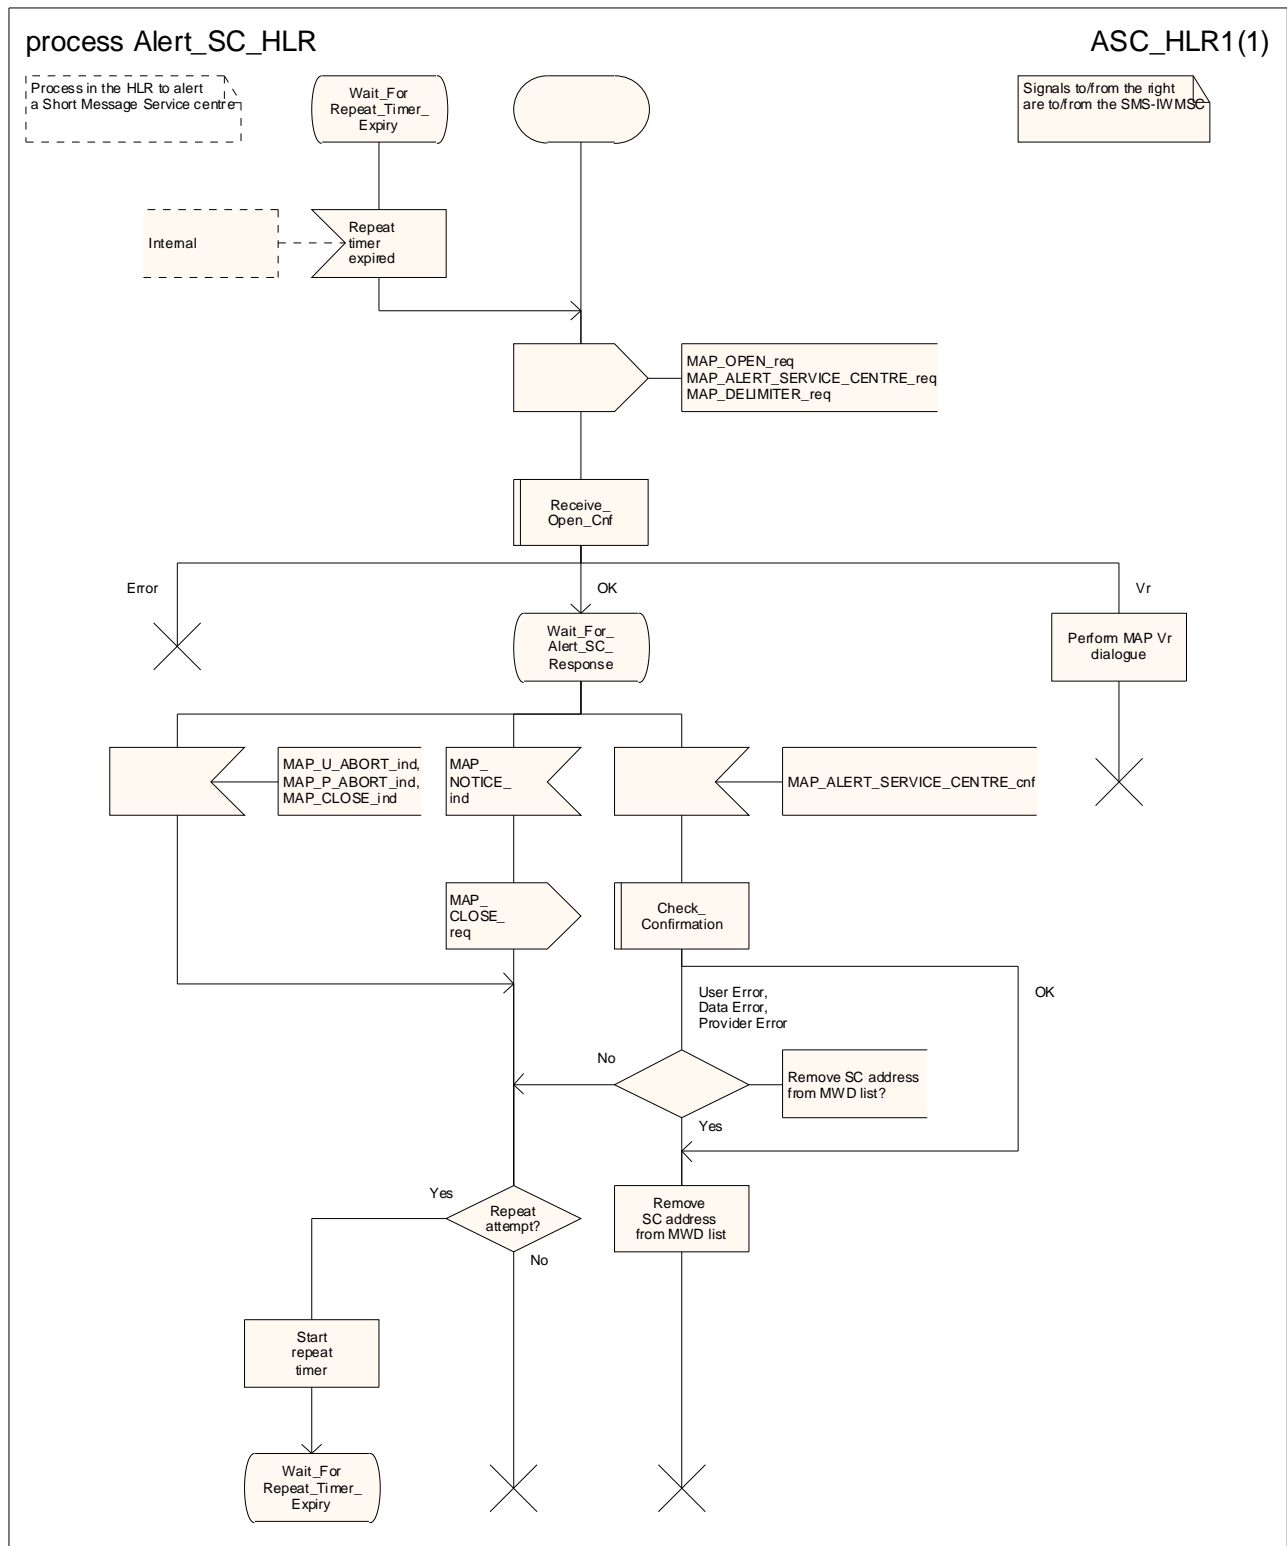 process Alert_SC_HLR
ASC_HLR1(1)
Process in the HLR to alert
a Short Message Service centre
Wait_For
Repeat_Timer_
Expiry
Signals to/from the right
are to/from the SMS-IWMSC
Internal
Repeat
timer
expired
MAP_OPEN_req
MAP_ALERT_SERVICE_CENTRE_req
MAP_DELIMITER_req
Receive_
Open_Cnf
Error
OK
Vr
Wait_For_
Alert_SC_
Response
Perform MAP Vr
dialogue
MAP_U_ABORT_ind,
MAP_P_ABORT_ind,
MAP_CLOSE_ind
MAP_
NOTICE_
ind
MAP_ALERT_SERVICE_CENTRE_cnf
MAP_
CLOSE_
req
Check_
Confirmation
User Error,
Data Error,
Provider Error
OK
No
Remove SC address
from MWD list?
Yes
Yes
Repeat
attempt?
No
Remove
SC address
from MWD list
Start
repeat
timer
Wait_For
Repeat_Timer_
Expiry